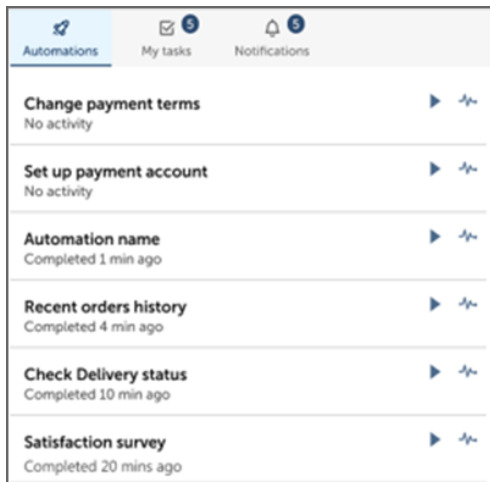 5
5
Automations
My tasks
Notifications
Change payment terms
No activity
Set up payment account
No activity
Automation name
Completed 1 min ago
Recent orders history
Completed 4 min ago
Check Delivery status
Completed 10 min ago
Satisfaction survey
Completed 20 mins ago